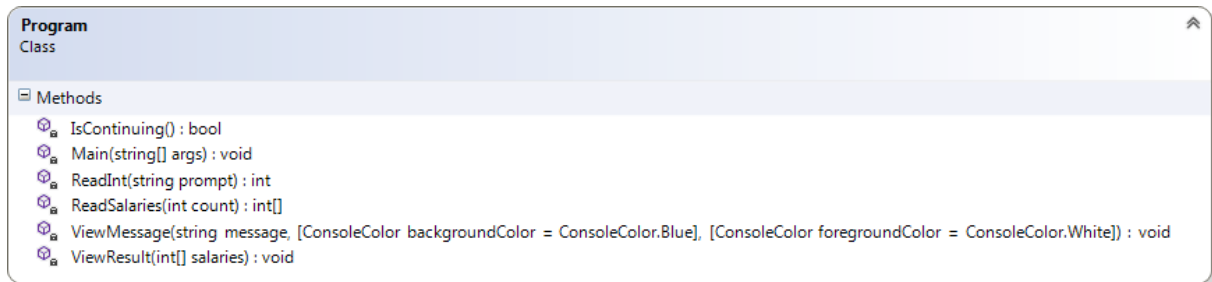 Program
Class
Methods
IsContinuing() : bool
Main(string[] args) : void
ReadInt(string prompt) : int
ReadSalaries(int count) : int[]
ViewMessage(string message, [ConsoleColor backgroundColor = ConsoleColor.Blue], [ConsoleColor foregroundColor = ConsoleColor.White]) : void
ViewResult(int[] salaries) : void